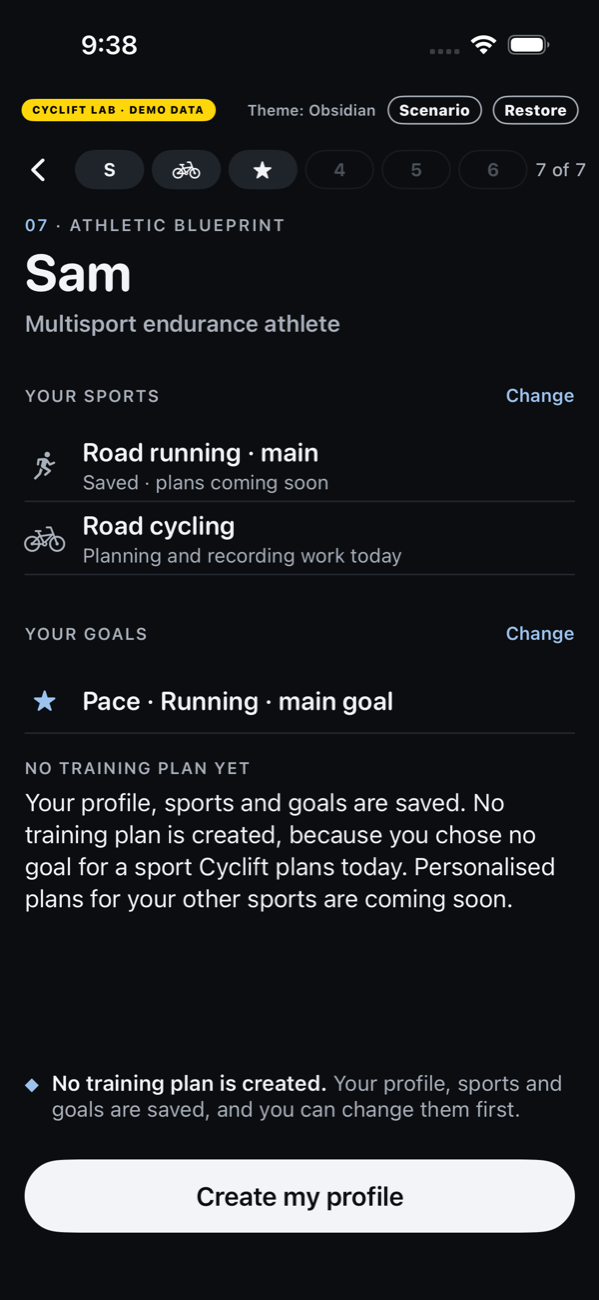 9:38
CYCLIFT LAB · DEMO DATA
Theme: Obsidian
Scenario
Restore
S
4
5
6
7 of 7
07 · ATHLETIC BLUEPRINT
Sam
Multisport endurance athlete
YOUR SPORTS
Change
Road running · main
Saved · plans coming soon
Road cycling
Planning and recording work today
YOUR GOALS
Change
Pace · Running · main goal
NO TRAINING PLAN YET
Your profile, sports and goals are saved. No
training plan is created, because you chose no
goal for a sport Cyclift plans today. Personalised
plans for your other sports are coming soon.
No training plan is created. Your profile, sports and
goals are saved, and you can change them first.
Create my profile